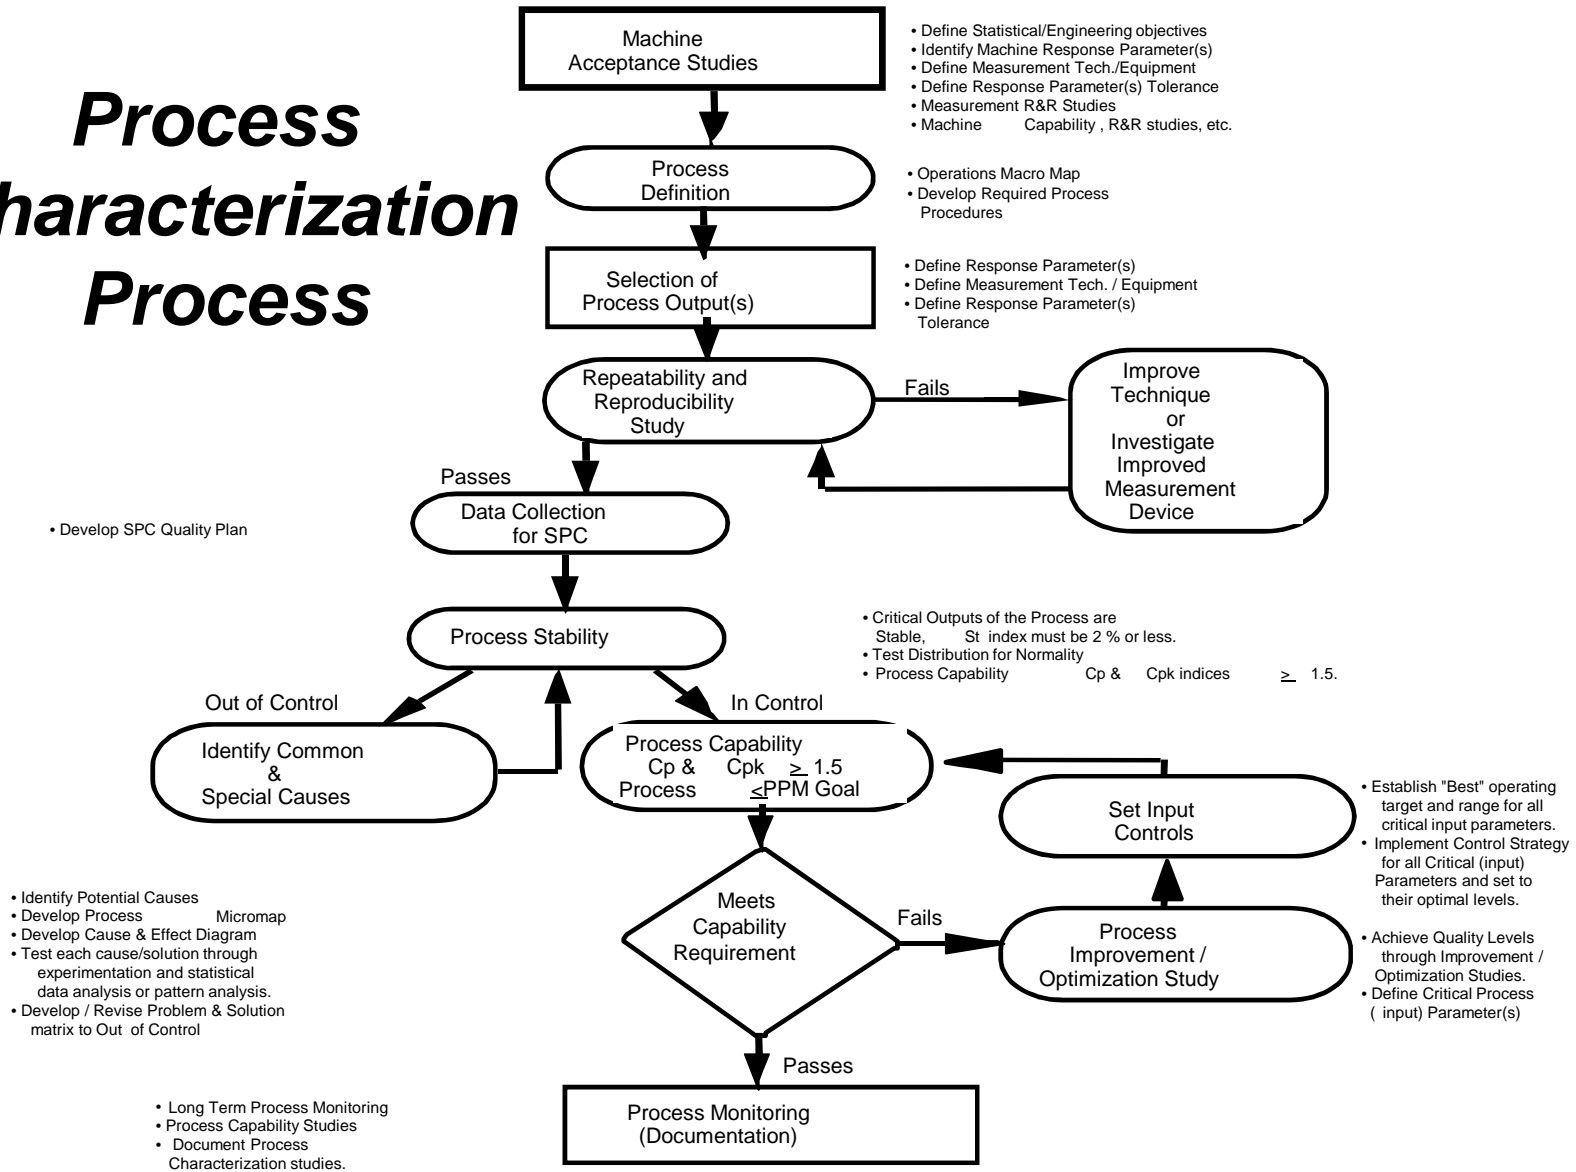 Process
haracterization
Process
Machine
Acceptance Studies
• Define Statistical/Engineering objectives
• Identify Machine Response Parameter(s)
• Define Measurement Tech./Equipment
• Define Response Parameter(s) Tolerance
• Measurement R&R Studies
• Machine Capability , R&R studies, etc.
Process
Definition
• Operations Macro Map
• Develop Required Process
Procedures
Selection of
Process Output(s)
• Define Response Parameter(s)
• Define Measurement Tech. / Equipment
• Define Response Parameter(s)
Tolerance
Repeatability and
Reproducibility
Study
Fails
Improve
Technique
or
Investigate
Improved
Measurement
Device
Passes
Data Collection
for SPC
• Develop SPC Quality Plan
Process Stability
• Critical Outputs of the Process are
Stable, St index must be 2 % or less.
• Test Distribution for Normality
• Process Capability Cp & Cpk indices ≥ 1.5.
Out of Control
In Control
Identify Common
&
Special Causes
Process Capability
Cp & Cpk ≥ 1.5
Process ≤PPM Goal
Set Input
Controls
• Establish "Best" operating
target and range for all
critical input parameters.
• Implement Control Strategy
for all Critical (input)
Parameters and set to
their optimal levels.
• Identify Potential Causes
• Develop Process Micromap
• Develop Cause & Effect Diagram
• Test each cause/solution through
experimentation and statistical
data analysis or pattern analysis.
• Develop / Revise Problem & Solution
matrix to Out of Control
Meets
Capability
Requirement
Fails
Process
Improvement /
Optimization Study
• Achieve Quality Levels
through Improvement /
Optimization Studies.
• Define Critical Process
( input) Parameter(s)
Passes
Process Monitoring
(Documentation)
• Long Term Process Monitoring
• Process Capability Studies
• Document Process
Characterization studies.